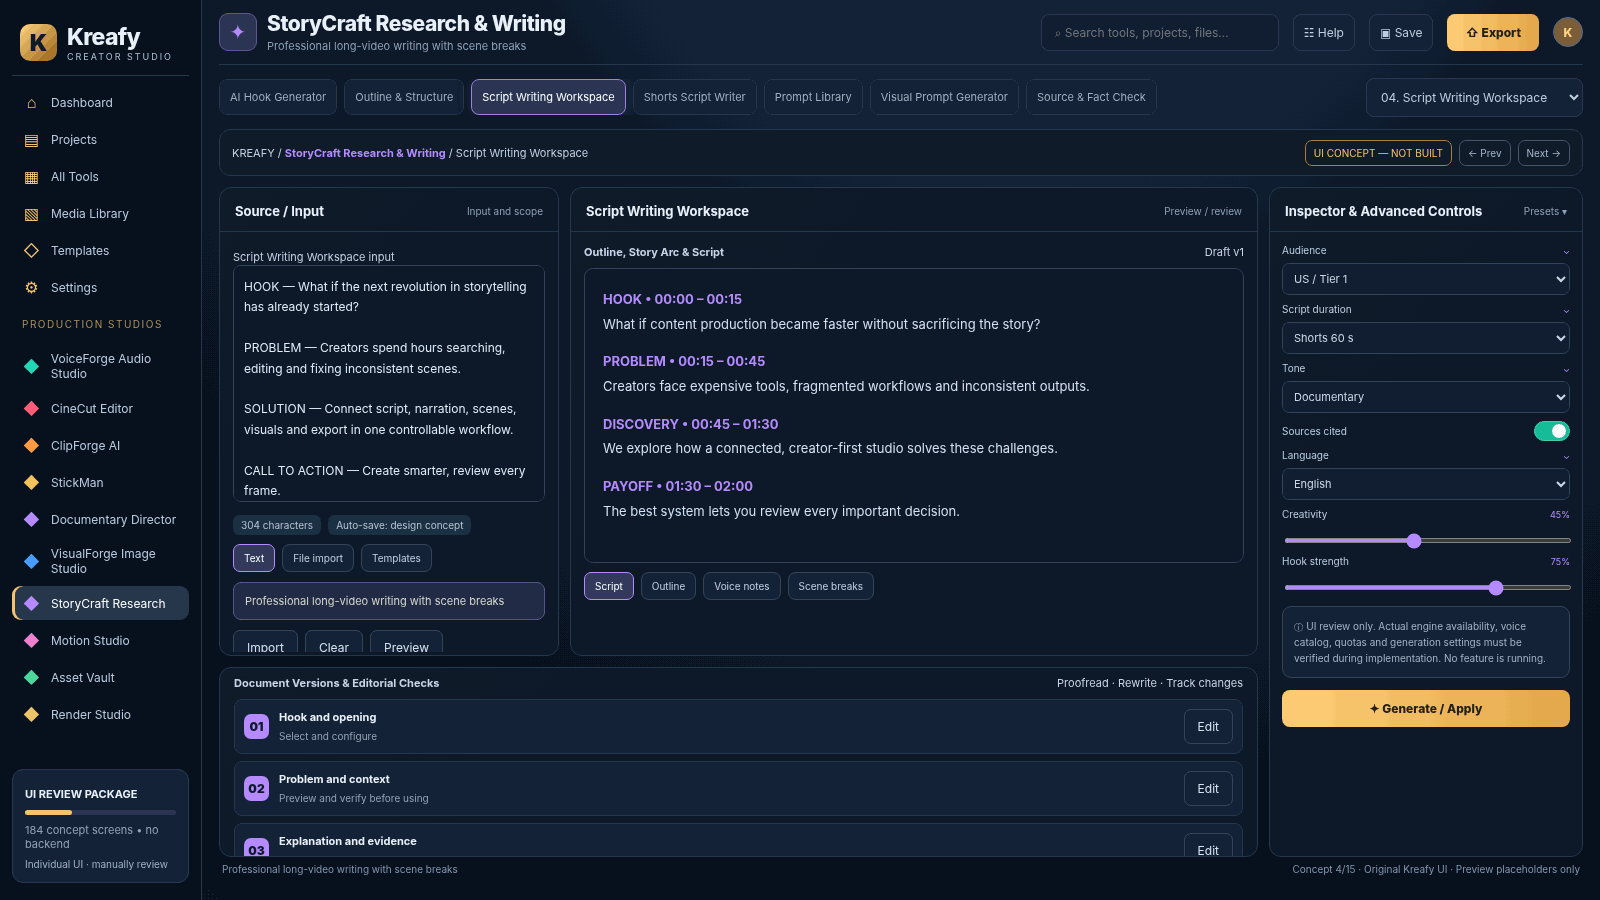 K Kreafy
CREATOR STUDIO
Dashboard
Projects
All Tools
Media Library
Templates
Settings
PRODUCTION STUDIOS
VoiceForge Audio
Studio
CineCut Editor
ClipForge AI
StickMan
Documentary Director
VisualForge Image
Studio
StoryCraft Research
Motion Studio
Asset Vault
Render Studio
UI REVIEW PACKAGE
184 concept screens • no
backend
Individual UI · manually review
StoryCraft Research & Writing
Professional long-video writing with scene breaks
Search tools, projects, files...
Help
Save
Export
K
AI Hook Generator
Outline & Structure
Script Writing Workspace
Shorts Script Writer
Prompt Library
Visual Prompt Generator
Source & Fact Check
04. Script Writing Workspace
KREAFY / StoryCraft Research & Writing / Script Writing Workspace
UI CONCEPT — NOT BUILT
← Prev
Next →
Source / Input
Input and scope
Script Writing Workspace input
HOOK — What if the next revolution in storytelling
has already started?
PROBLEM — Creators spend hours searching,
editing and fixing inconsistent scenes.
SOLUTION — Connect script, narration, scenes,
visuals and export in one controllable workflow.
CALL TO ACTION — Create smarter, review every
frame.
304 characters
Auto-save: design concept
Text
File import
Templates
Professional long-video writing with scene breaks
Import
Clear
Preview
Script Writing Workspace
Preview / review
Outline, Story Arc & Script
Draft v1
HOOK • 00:00 – 00:15
What if content production became faster without sacrificing the story?
PROBLEM • 00:15 – 00:45
Creators face expensive tools, fragmented workflows and inconsistent outputs.
DISCOVERY • 00:45 – 01:30
We explore how a connected, creator-first studio solves these challenges.
PAYOFF • 01:30 – 02:00
The best system lets you review every important decision.
Script
Outline
Voice notes
Scene breaks
Document Versions & Editorial Checks
Proofread · Rewrite · Track changes
01
Hook and opening
Select and configure
Edit
02
Problem and context
Preview and verify before using
Edit
03
Explanation and evidence
Edit
Inspector & Advanced Controls
Presets ▾
Audience
US / Tier 1
Script duration
Shorts 60 s
Tone
Documentary
Sources cited
Language
English
Creativity
45%
Hook strength
75%
ⓘ UI review only. Actual engine availability, voice
catalog, quotas and generation settings must be
verified during implementation. No feature is running.
✦ Generate / Apply
Professional long-video writing with scene breaks
Concept 4/15 · Original Kreafy UI · Preview placeholders only